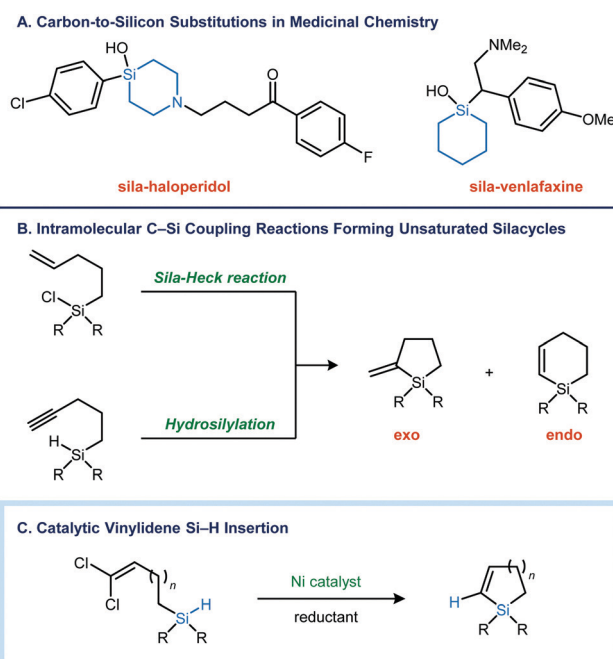 A. Carbon-to-Silicon Substitutions in Medicinal Chemistry
HO
Si
Cl
N
O
F
sila-haloperidol
NMe2
HO
Si
OMe
sila-venlafaxine
B. Intramolecular C–Si Coupling Reactions Forming Unsaturated Silacycles
Cl
Si
R R
Sila-Heck reaction
H
Si
R R
Hydrosilylation
Si
R R
exo
+
Si
R R
endo
C. Catalytic Vinylidene Si–H Insertion
Cl
Cl
( )n
H
Si
R R
Ni catalyst
reductant
( )n
H
Si
R R